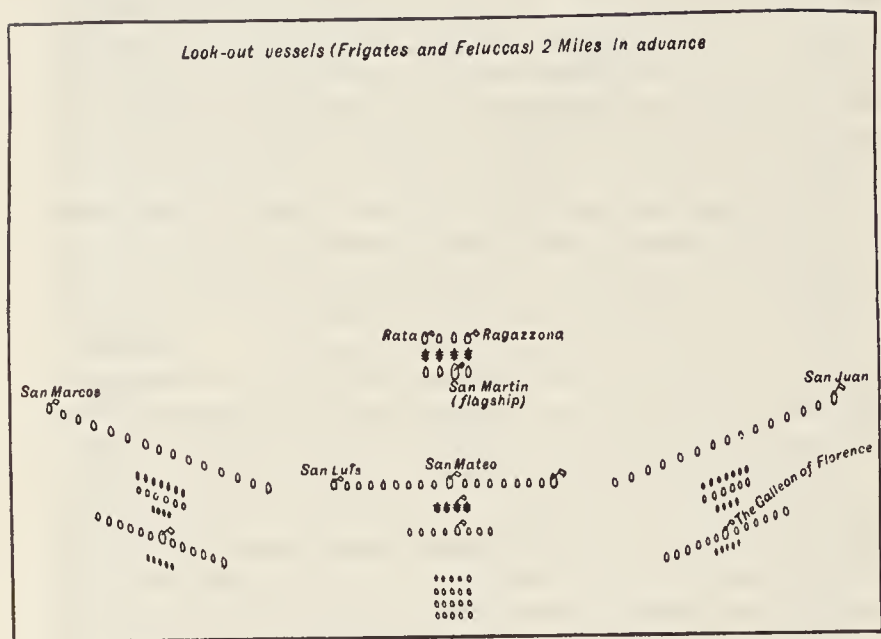 Look-out vessels (Frigates and Feluccas) 2 Miles in advance
Rata
Ragazzona
San Martin
(flagship)
San Marcos
San Juan
San Luis
San Mateo
The Galleon of Florence